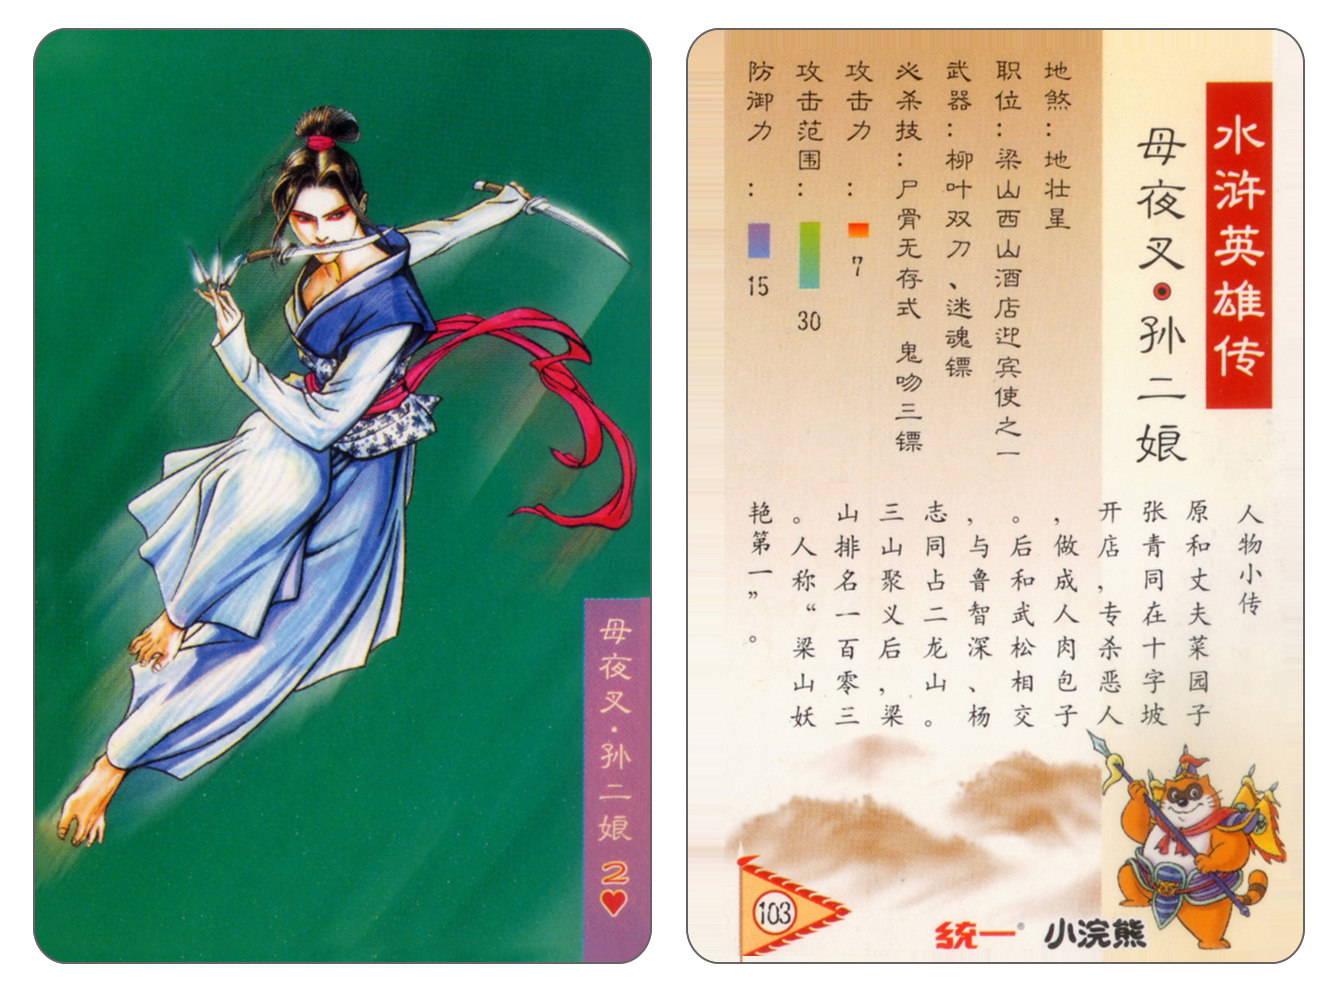 母夜叉·孙二娘
2♥
水浒英雄传
母夜叉·孙二娘
地煞：地壮星
职位：梁山西山酒店迎宾使之一
武器：柳叶双刀、迷魂镖
必杀技：尸骨无存式 鬼吻三镖
攻击力：7
攻击范围：30
防御力：15
人物小传
原和丈夫菜园子
张青同在十字坡
开店，专杀恶人
，做成人肉包子
。后和武松相交
，与鲁智深、杨
志同占二龙山。
三山聚义后，梁
山排名一百零三
。人称“梁山妖
艳第一”。
103
统一® 小浣熊